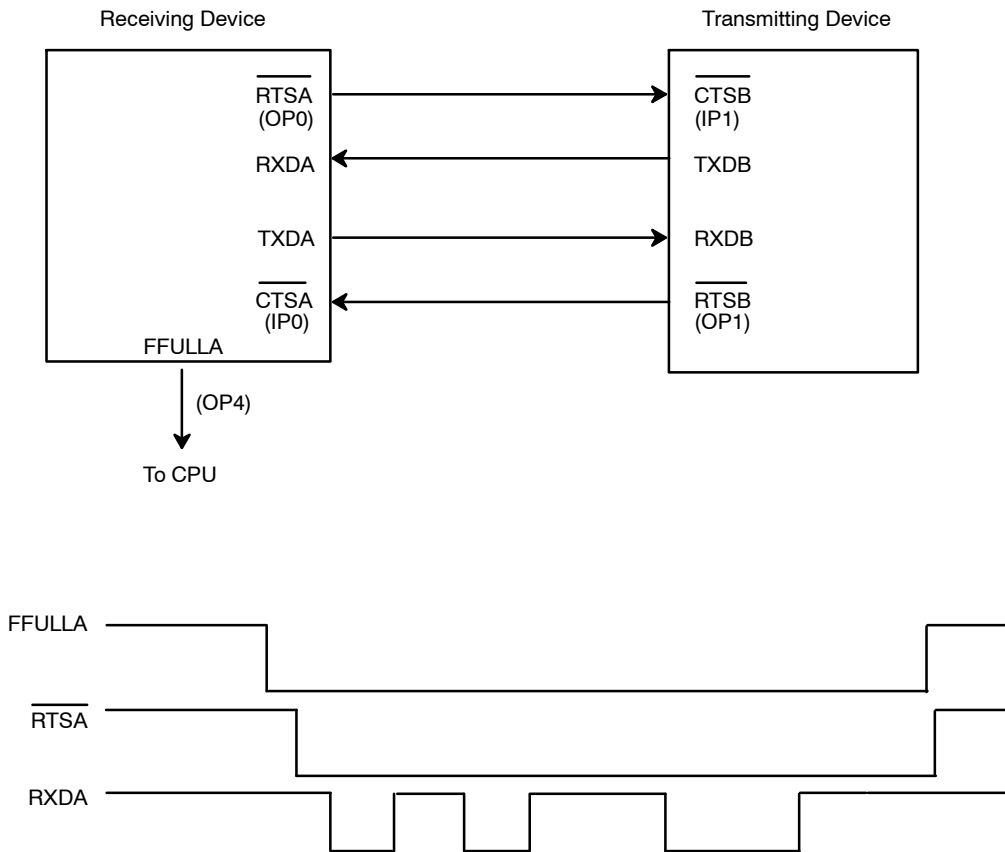 Receiving Device
Transmitting Device
RTSA
(OP0)
RXDA
TXDA
CTSA
(IP0)
FFULLA
CTSB
(IP1)
TXDB
RXDB
RTSB
(OP1)
(OP4)
To CPU
FFULLA
RTSA
RXDA